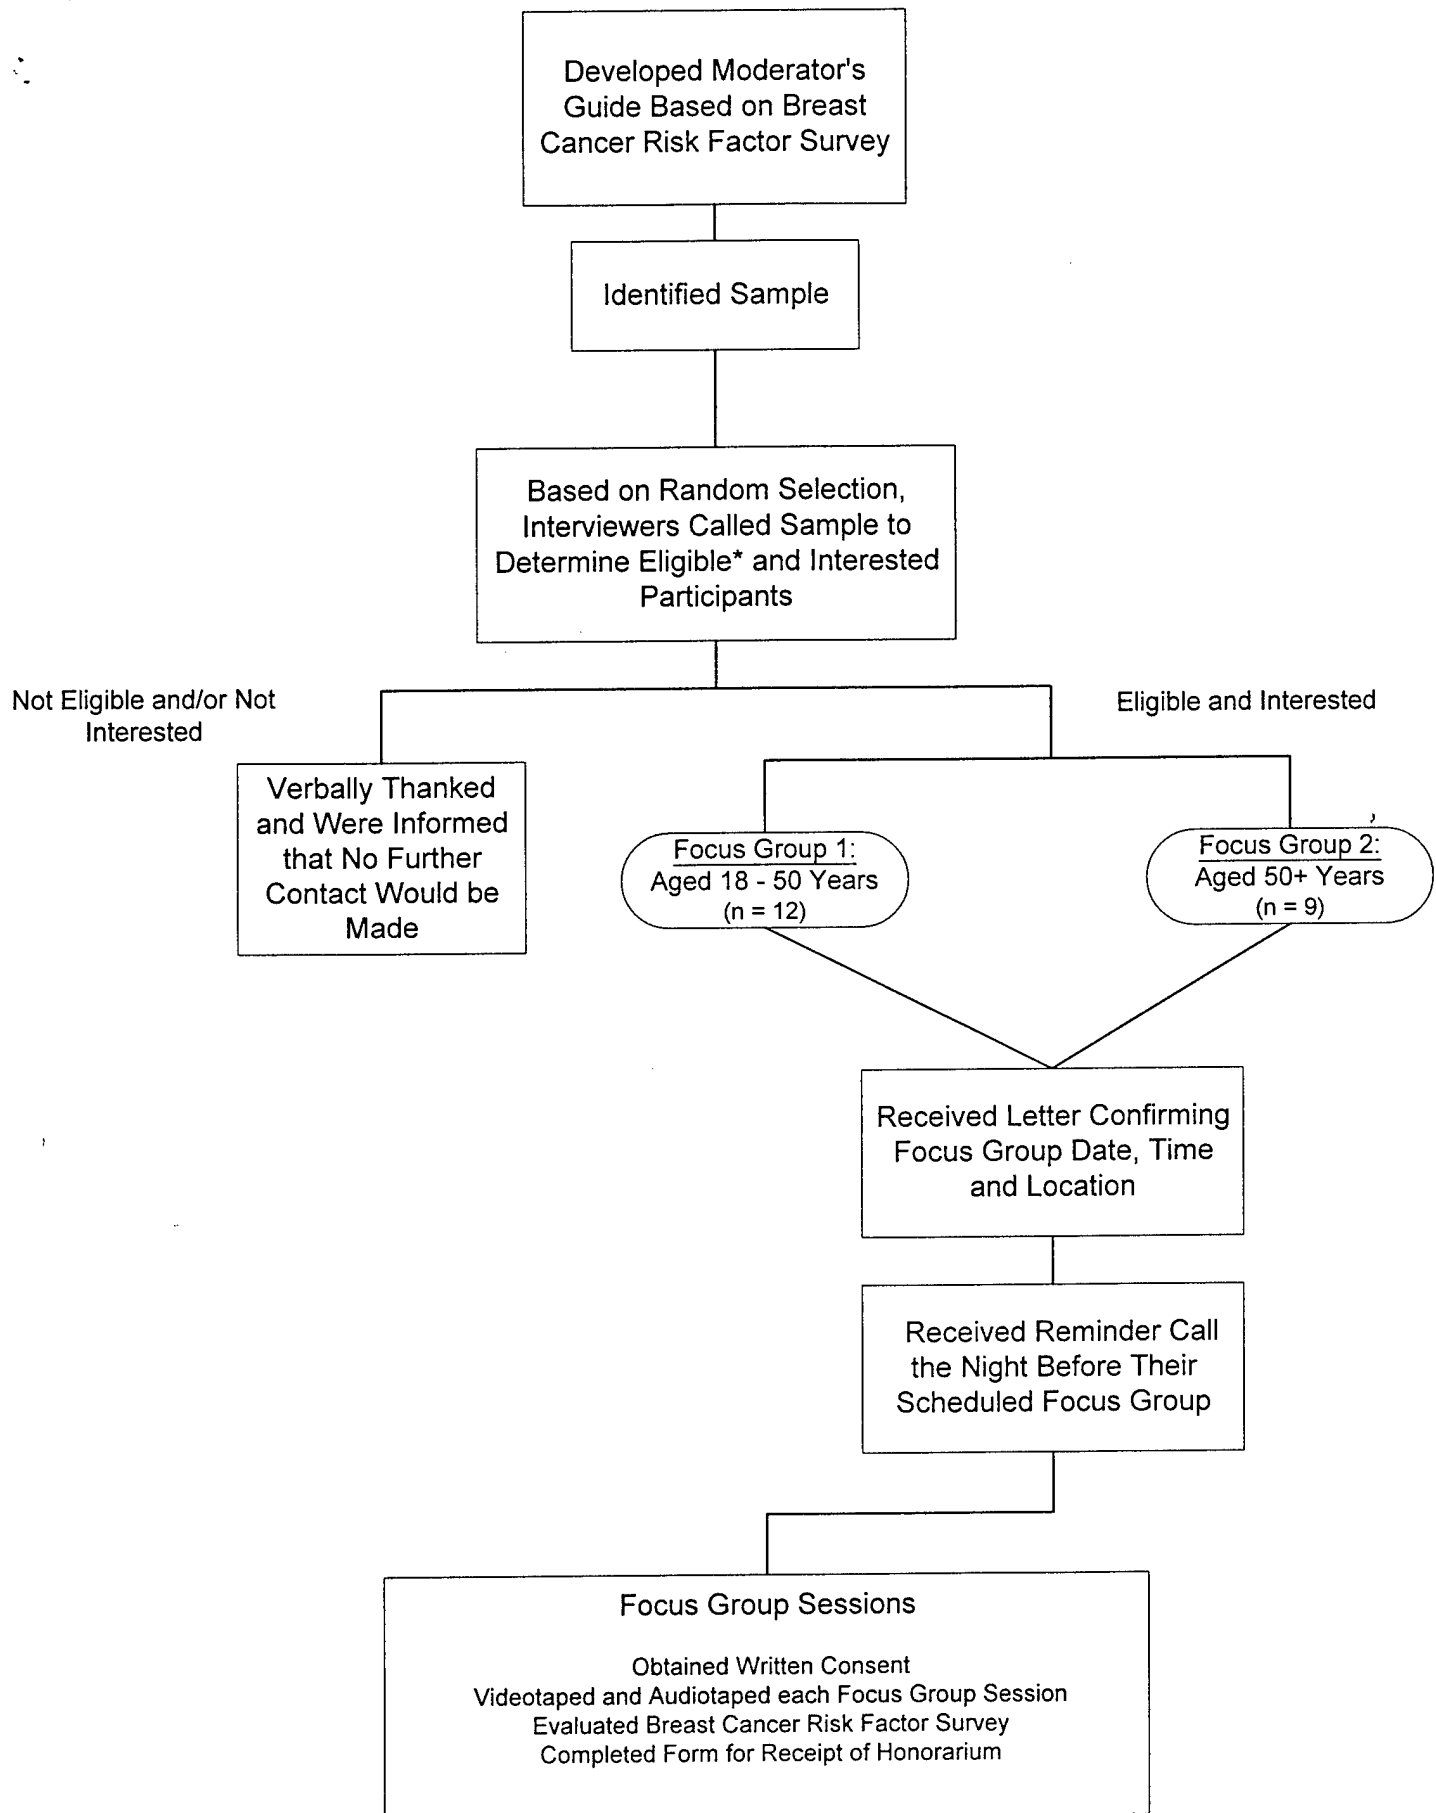 Developed Moderator's
Guide Based on Breast
Cancer Risk Factor Survey
Identified Sample
Based on Random Selection,
Interviewers Called Sample to
Determine Eligible* and Interested
Participants
Not Eligible and/or Not
Interested
Eligible and Interested
Verbally Thanked
and Were Informed
that No Further
Contact Would be
Made
Focus Group 1:
Aged 18 - 50 Years
(n = 12)
Focus Group 2:
Aged 50+ Years
(n = 9)
Received Letter Confirming
Focus Group Date, Time
and Location
Received Reminder Call
the Night Before Their
Scheduled Focus Group
Focus Group Sessions
Obtained Written Consent
Videotaped and Audiotaped each Focus Group Session
Evaluated Breast Cancer Risk Factor Survey
Completed Form for Receipt of Honorarium